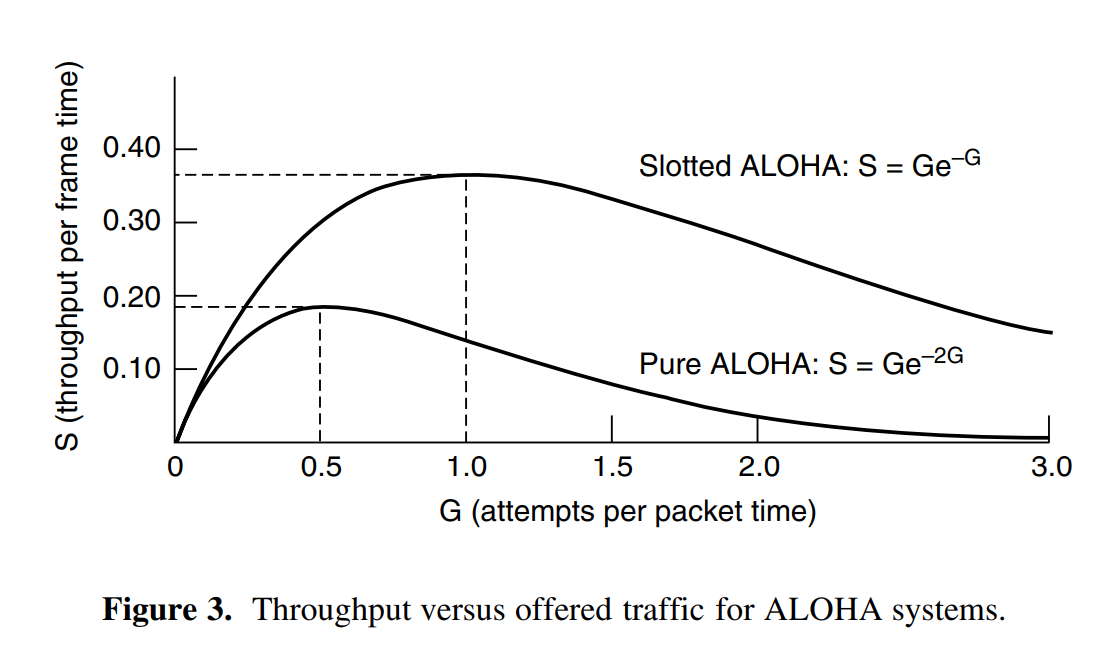 S (throughput per frame time)
0.40
0.30
0.20
0.10
Slotted ALOHA: S = Ge⁻ᴳ
Pure ALOHA: S = Ge⁻²ᴳ
0 0.5 1.0 1.5 2.0 3.0
G (attempts per packet time)
Figure 3. Throughput versus offered traffic for ALOHA systems.